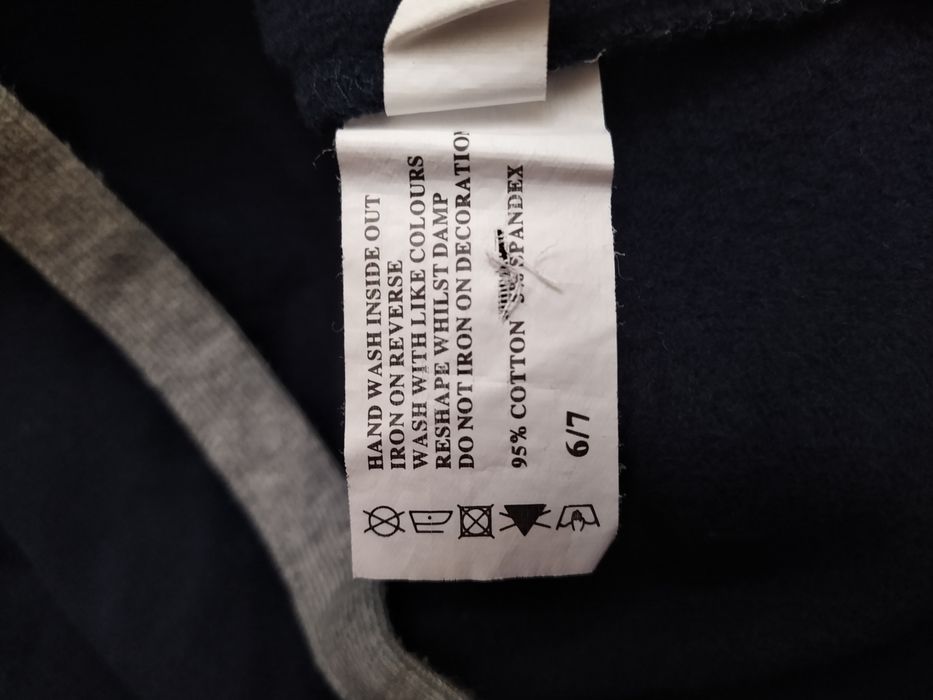 HAND WASH INSIDE OUT
IRON ON REVERSE
WASH WITH LIKE COLOURS
RESHAPE WHILST DAMP
DO NOT IRON ON DECORATION
95% COTTON 5% SPANDEX
6/7